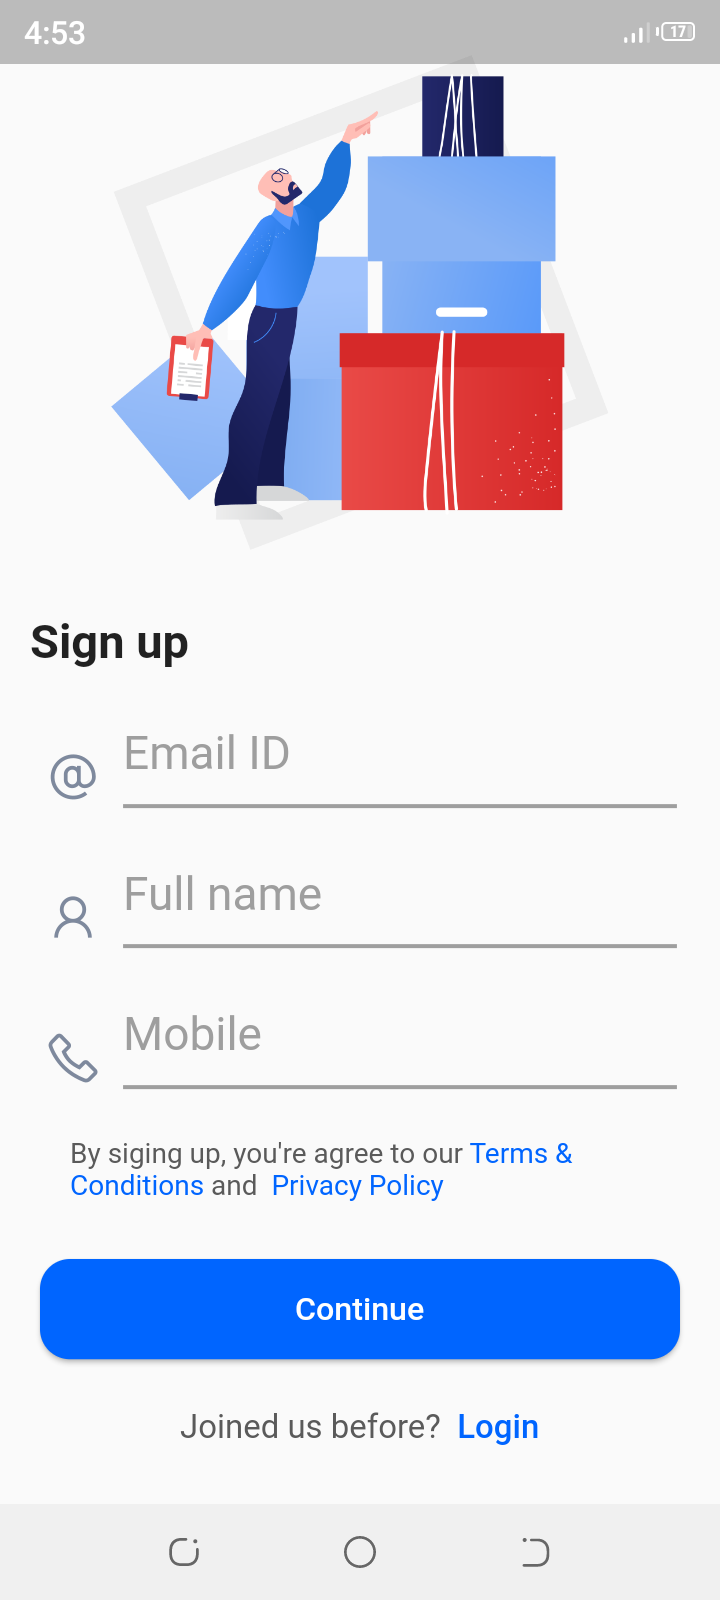 4:53
17
Sign up
Email ID
Full name
Mobile
By siging up, you're agree to our Terms &
Conditions and Privacy Policy
Continue
Joined us before? Login